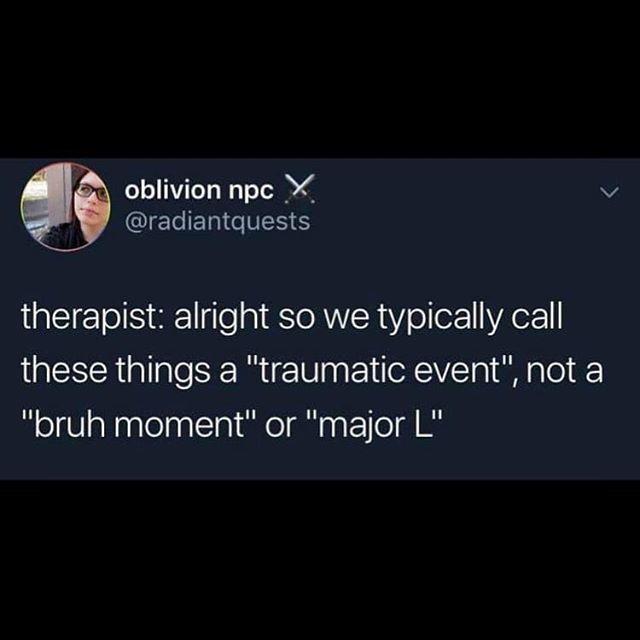 oblivion npc ⚔
@radiantquests
therapist: alright so we typically call
these things a "traumatic event", not a
"bruh moment" or "major L"